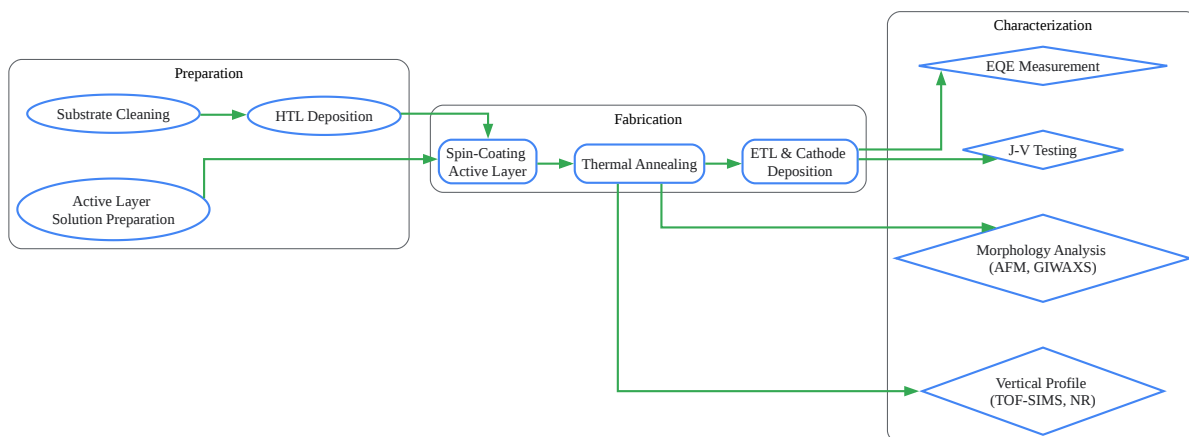 Preparation
Substrate Cleaning
HTL Deposition
Active Layer
Solution Preparation
Fabrication
Spin-Coating
Active Layer
Thermal Annealing
ETL & Cathode
Deposition
Characterization
EQE Measurement
J-V Testing
Morphology Analysis
(AFM, GIWAXS)
Vertical Profile
(TOF-SIMS, NR)